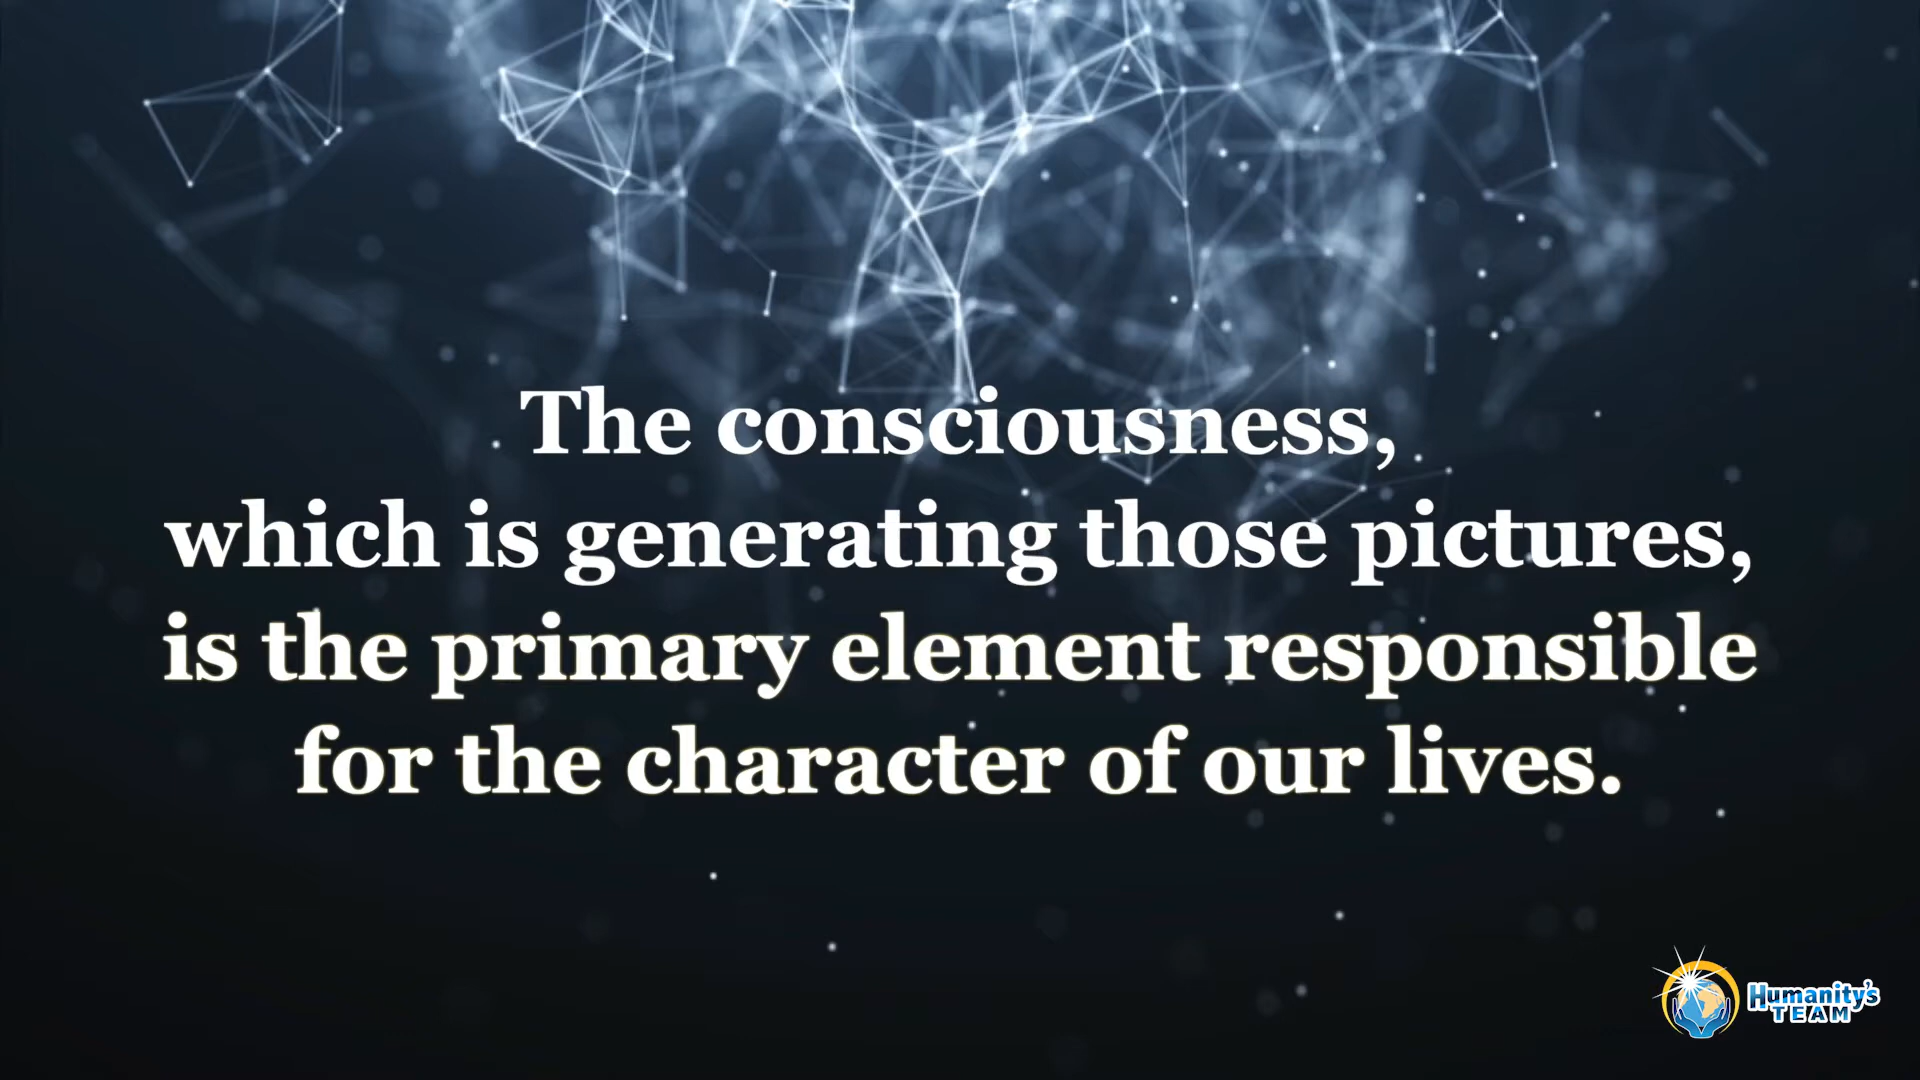 The consciousness,
which is generating those pictures,
is the primary element responsible
for the character of our lives.
Humanity's
TEAM